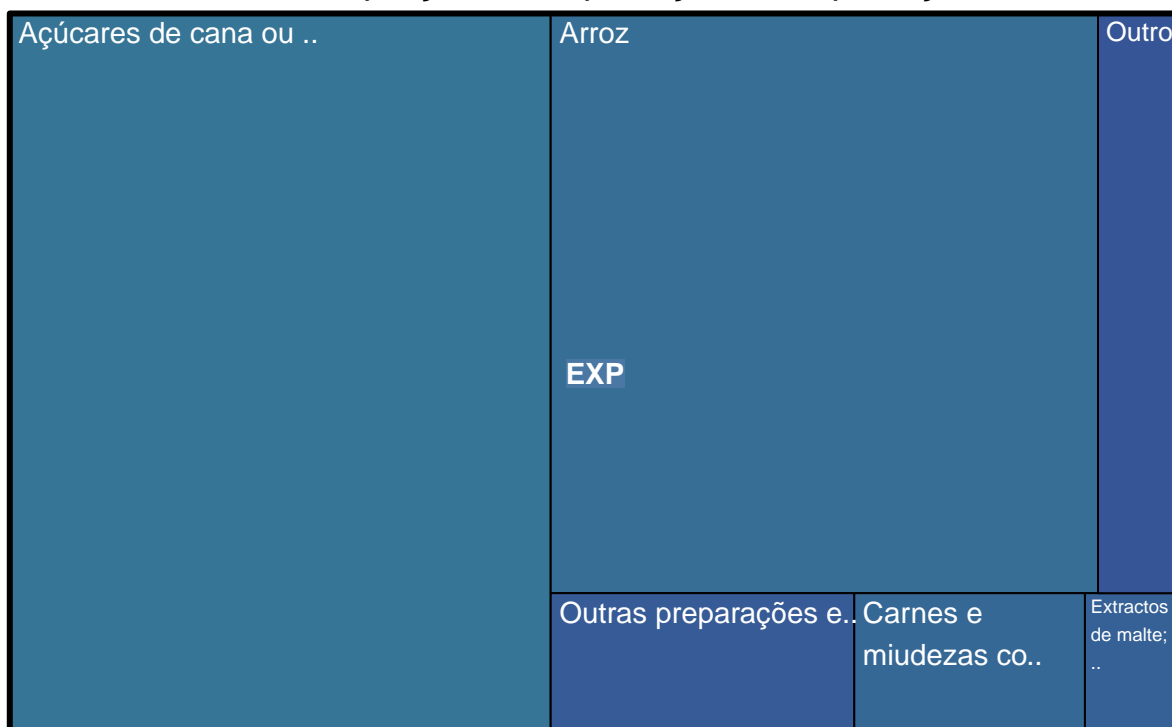 Açúcares de cana ou ..
Arroz
Outro
EXP
Outras preparações e..
Carnes e
miudezas co..
Extractos
de malte;
..